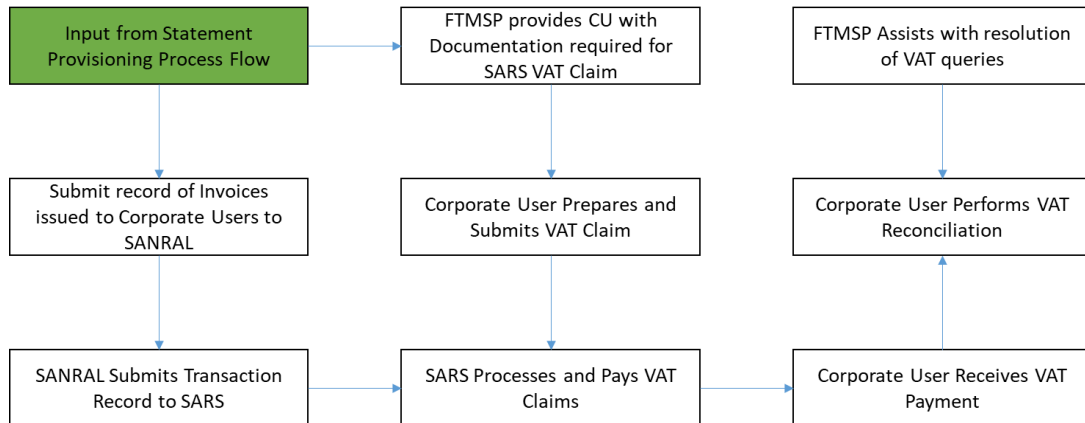 Input from Statement
Provisioning Process Flow
FTMSP provides CU with
Documentation required for
SARS VAT Claim
FTMSP Assists with resolution
of VAT queries
Submit record of Invoices
issued to Corporate Users to
SANRAL
Corporate User Prepares and
Submits VAT Claim
Corporate User Performs VAT
Reconciliation
SANRAL Submits Transaction
Record to SARS
SARS Processes and Pays VAT
Claims
Corporate User Receives VAT
Payment